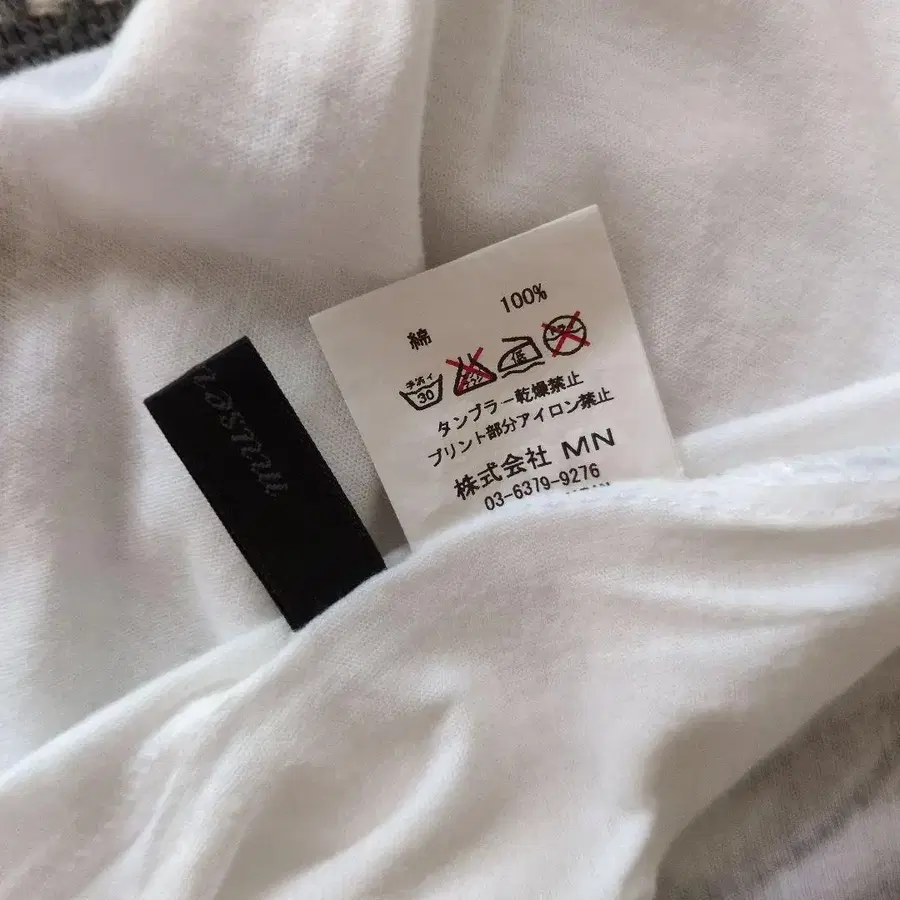 綿 100%
手洗イ
30
低
タンブラー乾燥禁止
プリント部分アイロン禁止
株式会社 MN
03-6379-9276